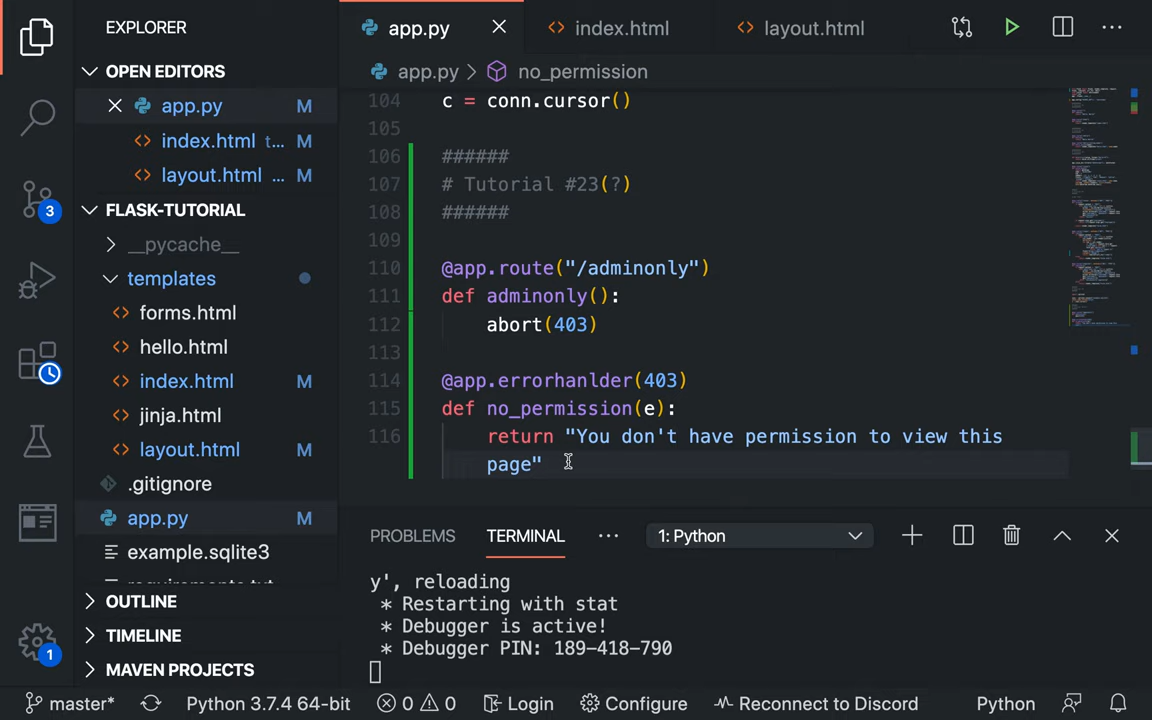 EXPLORER
app.py
index.html
layout.html
OPEN EDITORS
app.py > no_permission
app.py M
index.html t... M
layout.html ... M
FLASK-TUTORIAL
__pycache__
templates
forms.html
hello.html
index.html M
jinja.html
layout.html M
.gitignore
app.py M
example.sqlite3
OUTLINE
TIMELINE
MAVEN PROJECTS
3
1
104 c = conn.cursor()
105
106 ######
107 # Tutorial #23(?)
108 ######
109
110 @app.route("/adminonly")
111 def adminonly():
112 abort(403)
113
114 @app.errorhanlder(403)
115 def no_permission(e):
116 return "You don't have permission to view this
page"
PROBLEMS TERMINAL ... 1: Python
y', reloading
* Restarting with stat
* Debugger is active!
* Debugger PIN: 189-418-790
master* Python 3.7.4 64-bit 0 0 Login Configure Reconnect to Discord Python